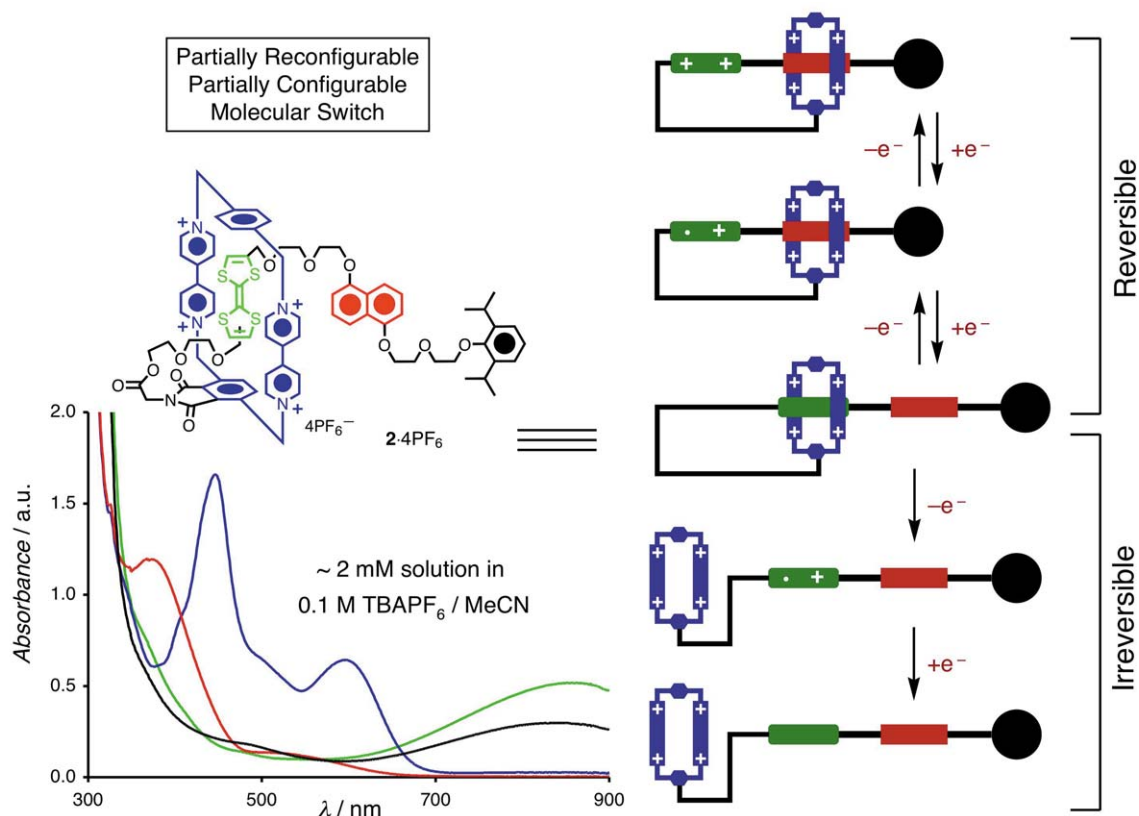 Partially Reconfigurable
Partially Configurable
Molecular Switch
+
N
+
N
S
S
S
S
O
O
O
N
+
N
+
O
O
O
O
O
O
O
O
O
N
O
4PF6−
2·4PF6
Absorbance / a.u.
2.0
1.5
1.0
0.5
0.0
300
500
700
900
λ / nm
~ 2 mM solution in
0.1 M TBAPF6 / MeCN
+ +
+ +
+ +
−e−
+e−
· +
+ +
+ +
−e−
+e−
+ +
+ +
−e−
+ +
+ +
· +
+e−
+ +
+ +
Reversible
Irreversible